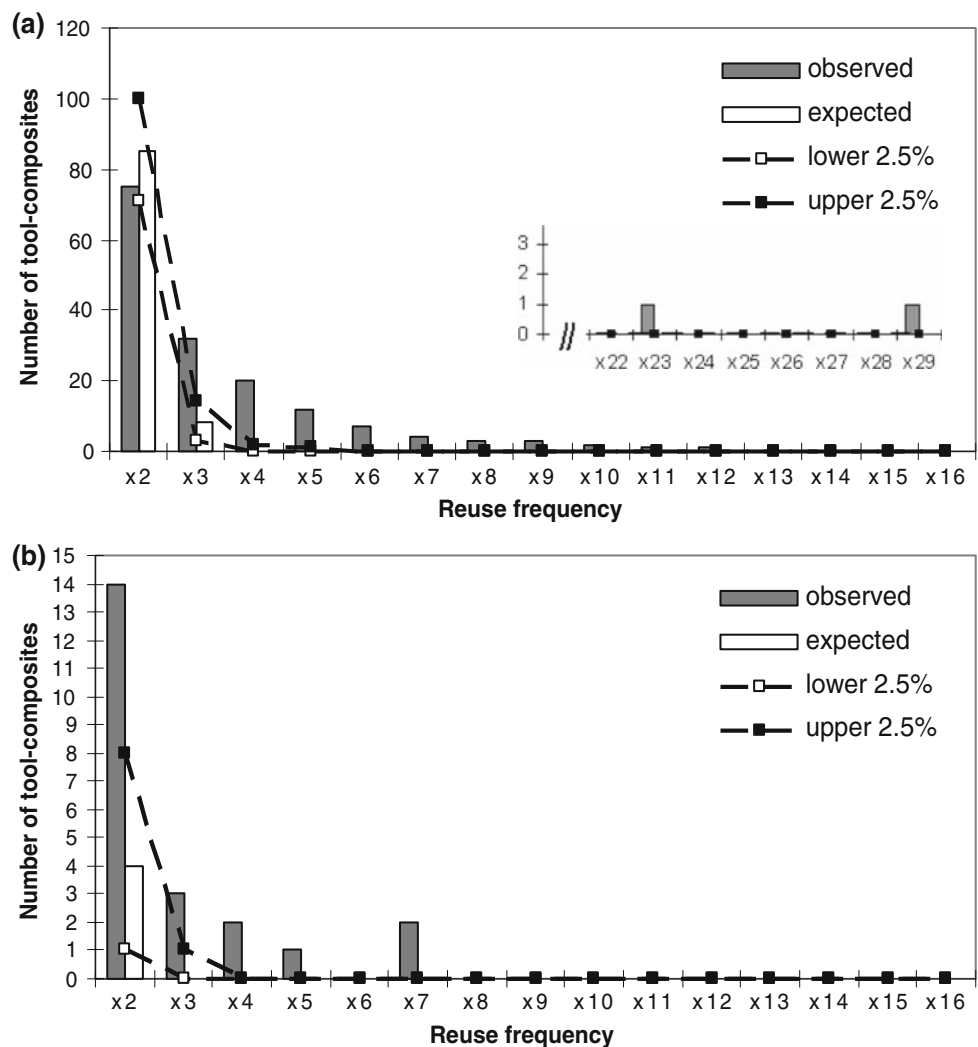 (a)
Number of tool-composites
120
100
80
60
40
20
0
observed
expected
lower 2.5%
upper 2.5%
3
2
1
0
//
x22 x23 x24 x25 x26 x27 x28 x29
x2 x3 x4 x5 x6 x7 x8 x9 x10 x11 x12 x13 x14 x15 x16
Reuse frequency
(b)
Number of tool-composites
15
14
13
12
11
10
9
8
7
6
5
4
3
2
1
0
observed
expected
lower 2.5%
upper 2.5%
x2 x3 x4 x5 x6 x7 x8 x9 x10 x11 x12 x13 x14 x15 x16
Reuse frequency